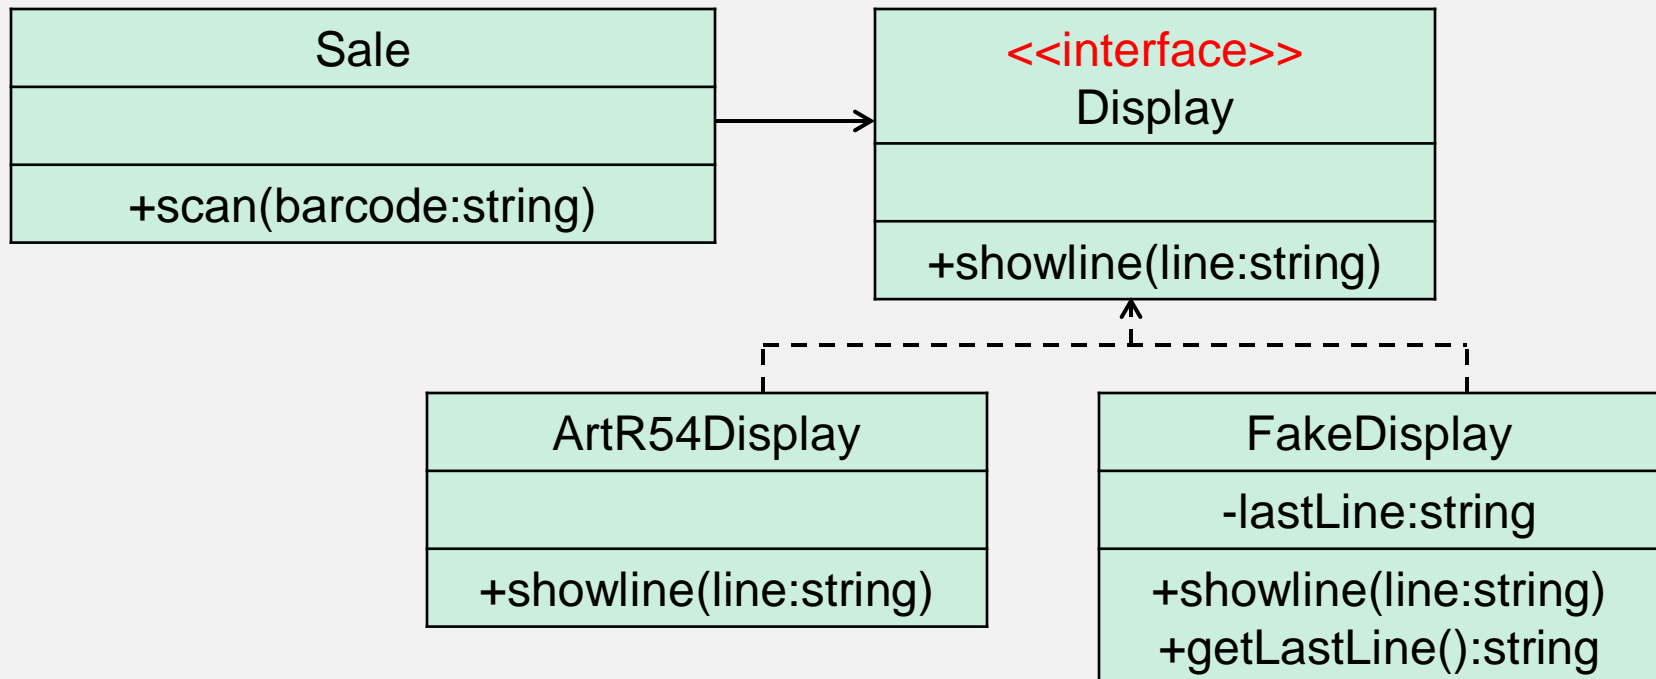 Sale
+scan(barcode:string)
<<interface>>
Display
+showline(line:string)
ArtR54Display
+showline(line:string)
FakeDisplay
-lastLine:string
+showline(line:string)
+getLastLine():string